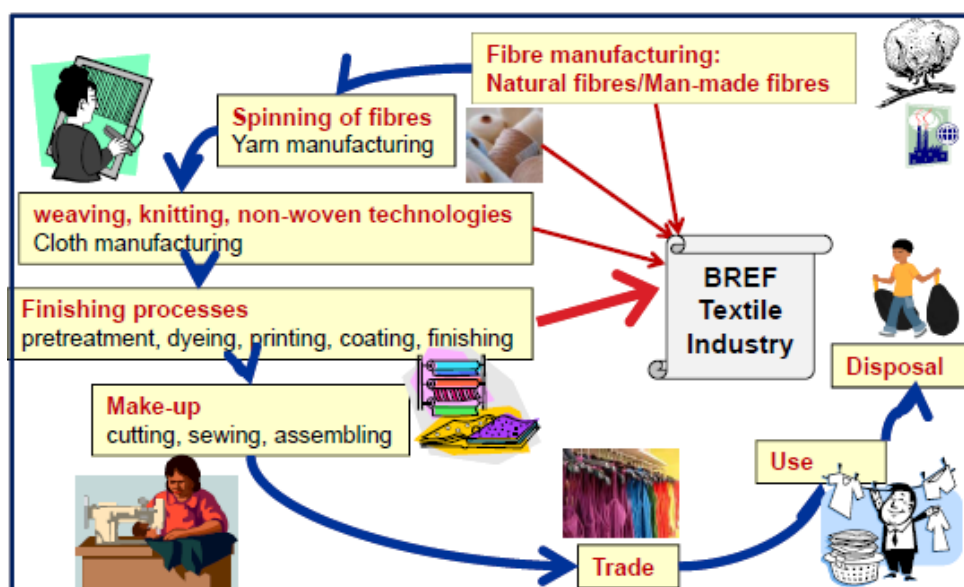 Fibre manufacturing:
Natural fibres/Man-made fibres
Spinning of fibres
Yarn manufacturing
weaving, knitting, non-woven technologies
Cloth manufacturing
BREF
Textile
Industry
Finishing processes
pretreatment, dyeing, printing, coating, finishing
Disposal
Make-up
cutting, sewing, assembling
Use
Trade